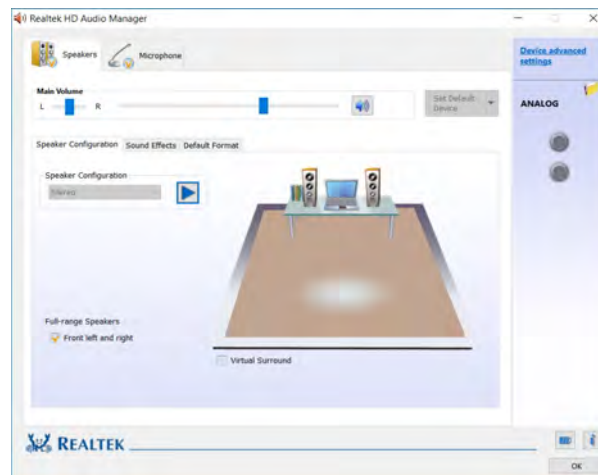 Realtek HD Audio Manager
Speakers
Microphone
Device advanced
settings
Main Volume
L
R
Set Default
Device
ANALOG
Speaker Configuration
Sound Effects
Default Format
Speaker Configuration
Stereo
Full-range Speakers
Front left and right
Virtual Surround
REALTEK
OK